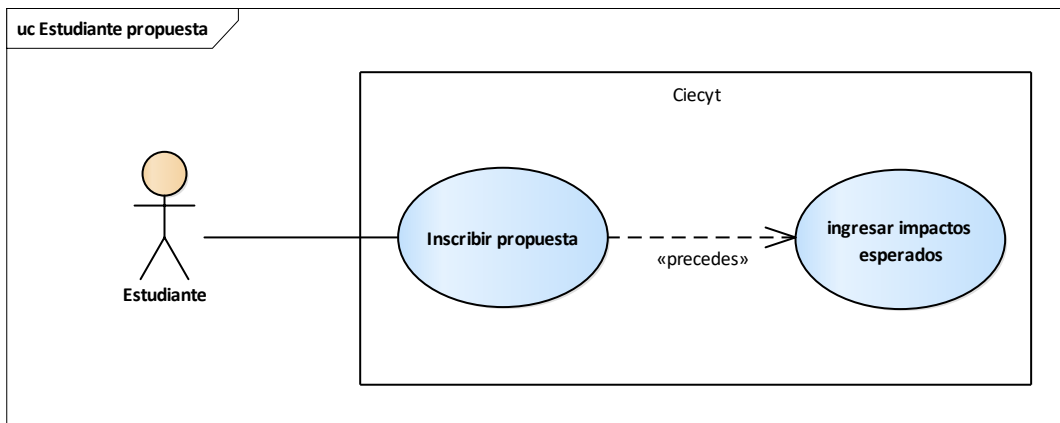 uc Estudiante propuesta
Ciecyt
Estudiante
Inscribir propuesta
«precedes»
ingresar impactos
esperados